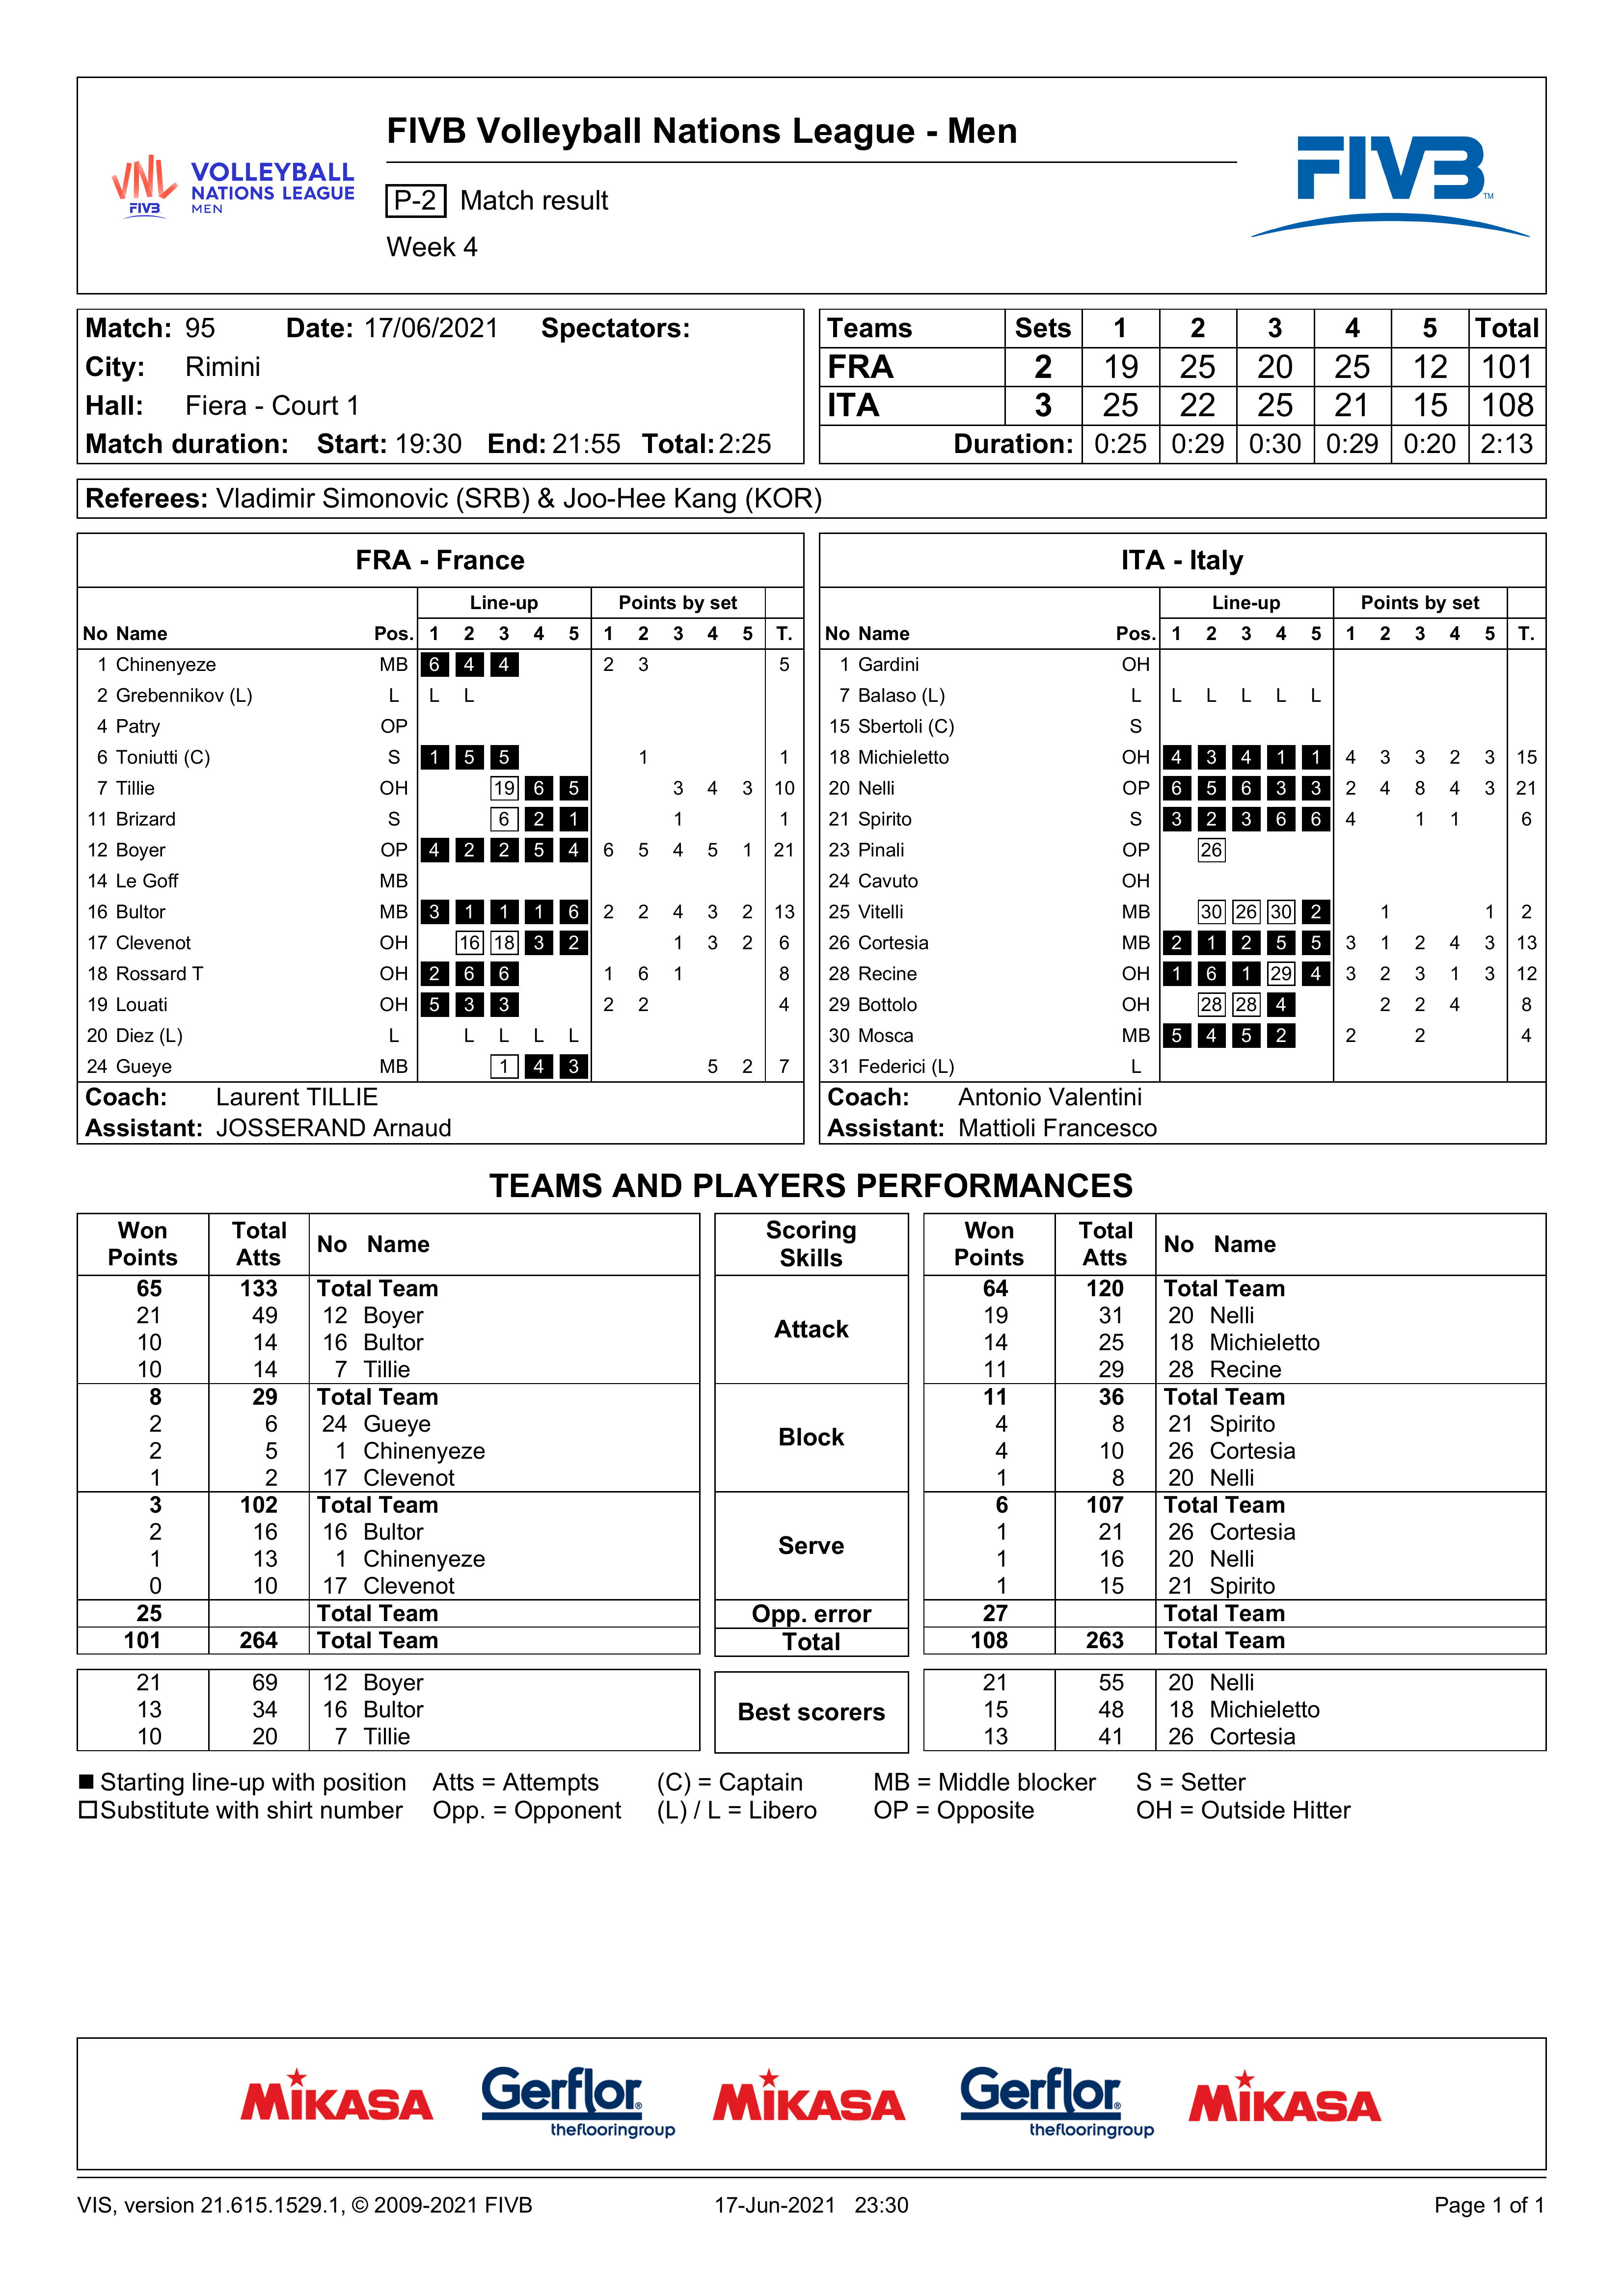 FIVB Volleyball Nations League - Men
VNL FIVB VOLLEYBALL NATIONS LEAGUE MEN
P-2 Match result
Week 4
FIVB TM
Match: 95 Date: 17/06/2021 Spectators:
City: Rimini
Hall: Fiera - Court 1
Match duration: Start: 19:30 End: 21:55 Total: 2:25
Teams Sets 1 2 3 4 5 Total
FRA 2 19 25 20 25 12 101
ITA 3 25 22 25 21 15 108
Duration: 0:25 0:29 0:30 0:29 0:20 2:13
Referees: Vladimir Simonovic (SRB) & Joo-Hee Kang (KOR)
FRA - France
Line-up Points by set
No Name Pos. 1 2 3 4 5 1 2 3 4 5 T.
1 Chinenyeze MB 6 4 4 2 3 5
2 Grebennikov (L) L L L
4 Patry OP
6 Toniutti (C) S 1 5 5 1 1
7 Tillie OH 19 6 5 3 4 3 10
11 Brizard S 6 2 1 1 1
12 Boyer OP 4 2 2 5 4 6 5 4 5 1 21
14 Le Goff MB
16 Bultor MB 3 1 1 1 6 2 2 4 3 2 13
17 Clevenot OH 16 18 3 2 1 3 2 6
18 Rossard T OH 2 6 6 1 6 1 8
19 Louati OH 5 3 3 2 2 4
20 Diez (L) L L L L L
24 Gueye MB 1 4 3 5 2 7
Coach: Laurent TILLIE
Assistant: JOSSERAND Arnaud
ITA - Italy
Line-up Points by set
No Name Pos. 1 2 3 4 5 1 2 3 4 5 T.
1 Gardini OH
7 Balaso (L) L L L L L L
15 Sbertoli (C) S
18 Michieletto OH 4 3 4 1 1 4 3 3 2 3 15
20 Nelli OP 6 5 6 3 3 2 4 8 4 3 21
21 Spirito S 3 2 3 6 6 4 1 1 6
23 Pinali OP 26
24 Cavuto OH
25 Vitelli MB 30 26 30 2 1 1 2
26 Cortesia MB 2 1 2 5 5 3 1 2 4 3 13
28 Recine OH 1 6 1 29 4 3 2 3 1 3 12
29 Bottolo OH 28 28 4 2 2 4 8
30 Mosca MB 5 4 5 2 2 2 4
31 Federici (L) L
Coach: Antonio Valentini
Assistant: Mattioli Francesco
TEAMS AND PLAYERS PERFORMANCES
Won Points Total Atts No Name Scoring Skills Won Points Total Atts No Name
65 133 Total Team Attack 64 120 Total Team
21 49 12 Boyer 19 31 20 Nelli
10 14 16 Bultor 14 25 18 Michieletto
10 14 7 Tillie 11 29 28 Recine
8 29 Total Team Block 11 36 Total Team
2 6 24 Gueye 4 8 21 Spirito
2 5 1 Chinenyeze 4 10 26 Cortesia
1 2 17 Clevenot 1 8 20 Nelli
3 102 Total Team Serve 6 107 Total Team
2 16 16 Bultor 1 21 26 Cortesia
1 13 1 Chinenyeze 1 16 20 Nelli
0 10 17 Clevenot 1 15 21 Spirito
25 Total Team Opp. error 27 Total Team
101 264 Total Team Total 108 263 Total Team
21 69 12 Boyer Best scorers 21 55 20 Nelli
13 34 16 Bultor 15 48 18 Michieletto
10 20 7 Tillie 13 41 26 Cortesia
Starting line-up with position Atts = Attempts (C) = Captain MB = Middle blocker S = Setter
Substitute with shirt number Opp. = Opponent (L) / L = Libero OP = Opposite OH = Outside Hitter
MIKASA Gerflor® theflooringgroup MIKASA Gerflor® theflooringgroup MIKASA
VIS, version 21.615.1529.1, © 2009-2021 FIVB 17-Jun-2021 23:30 Page 1 of 1